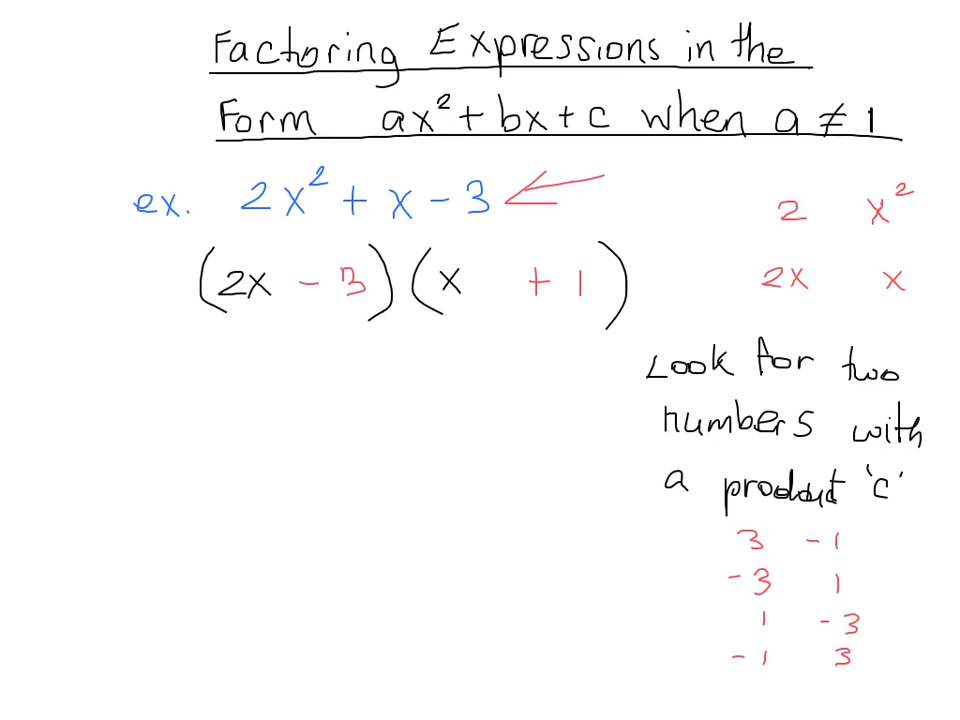 Factoring Expressions in the
Form ax² + bx + c when a ≠ 1
ex. 2x² + x - 3
2 x²
(2x - 3)(x + 1)
2x x
Look for two
numbers with
a product 'c'
3 -1
-3 1
1 -3
-1 3